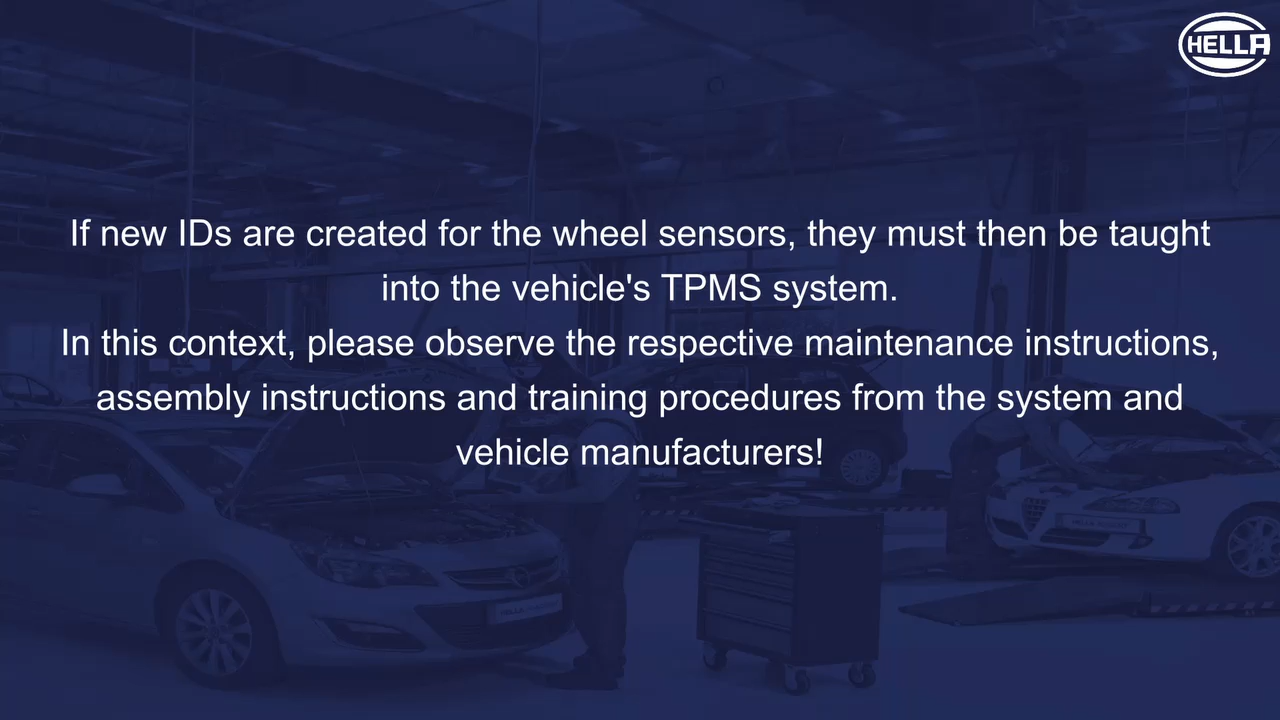 HELLA
If new IDs are created for the wheel sensors, they must then be taught
into the vehicle's TPMS system.
In this context, please observe the respective maintenance instructions,
assembly instructions and training procedures from the system and
vehicle manufacturers!
HELLA